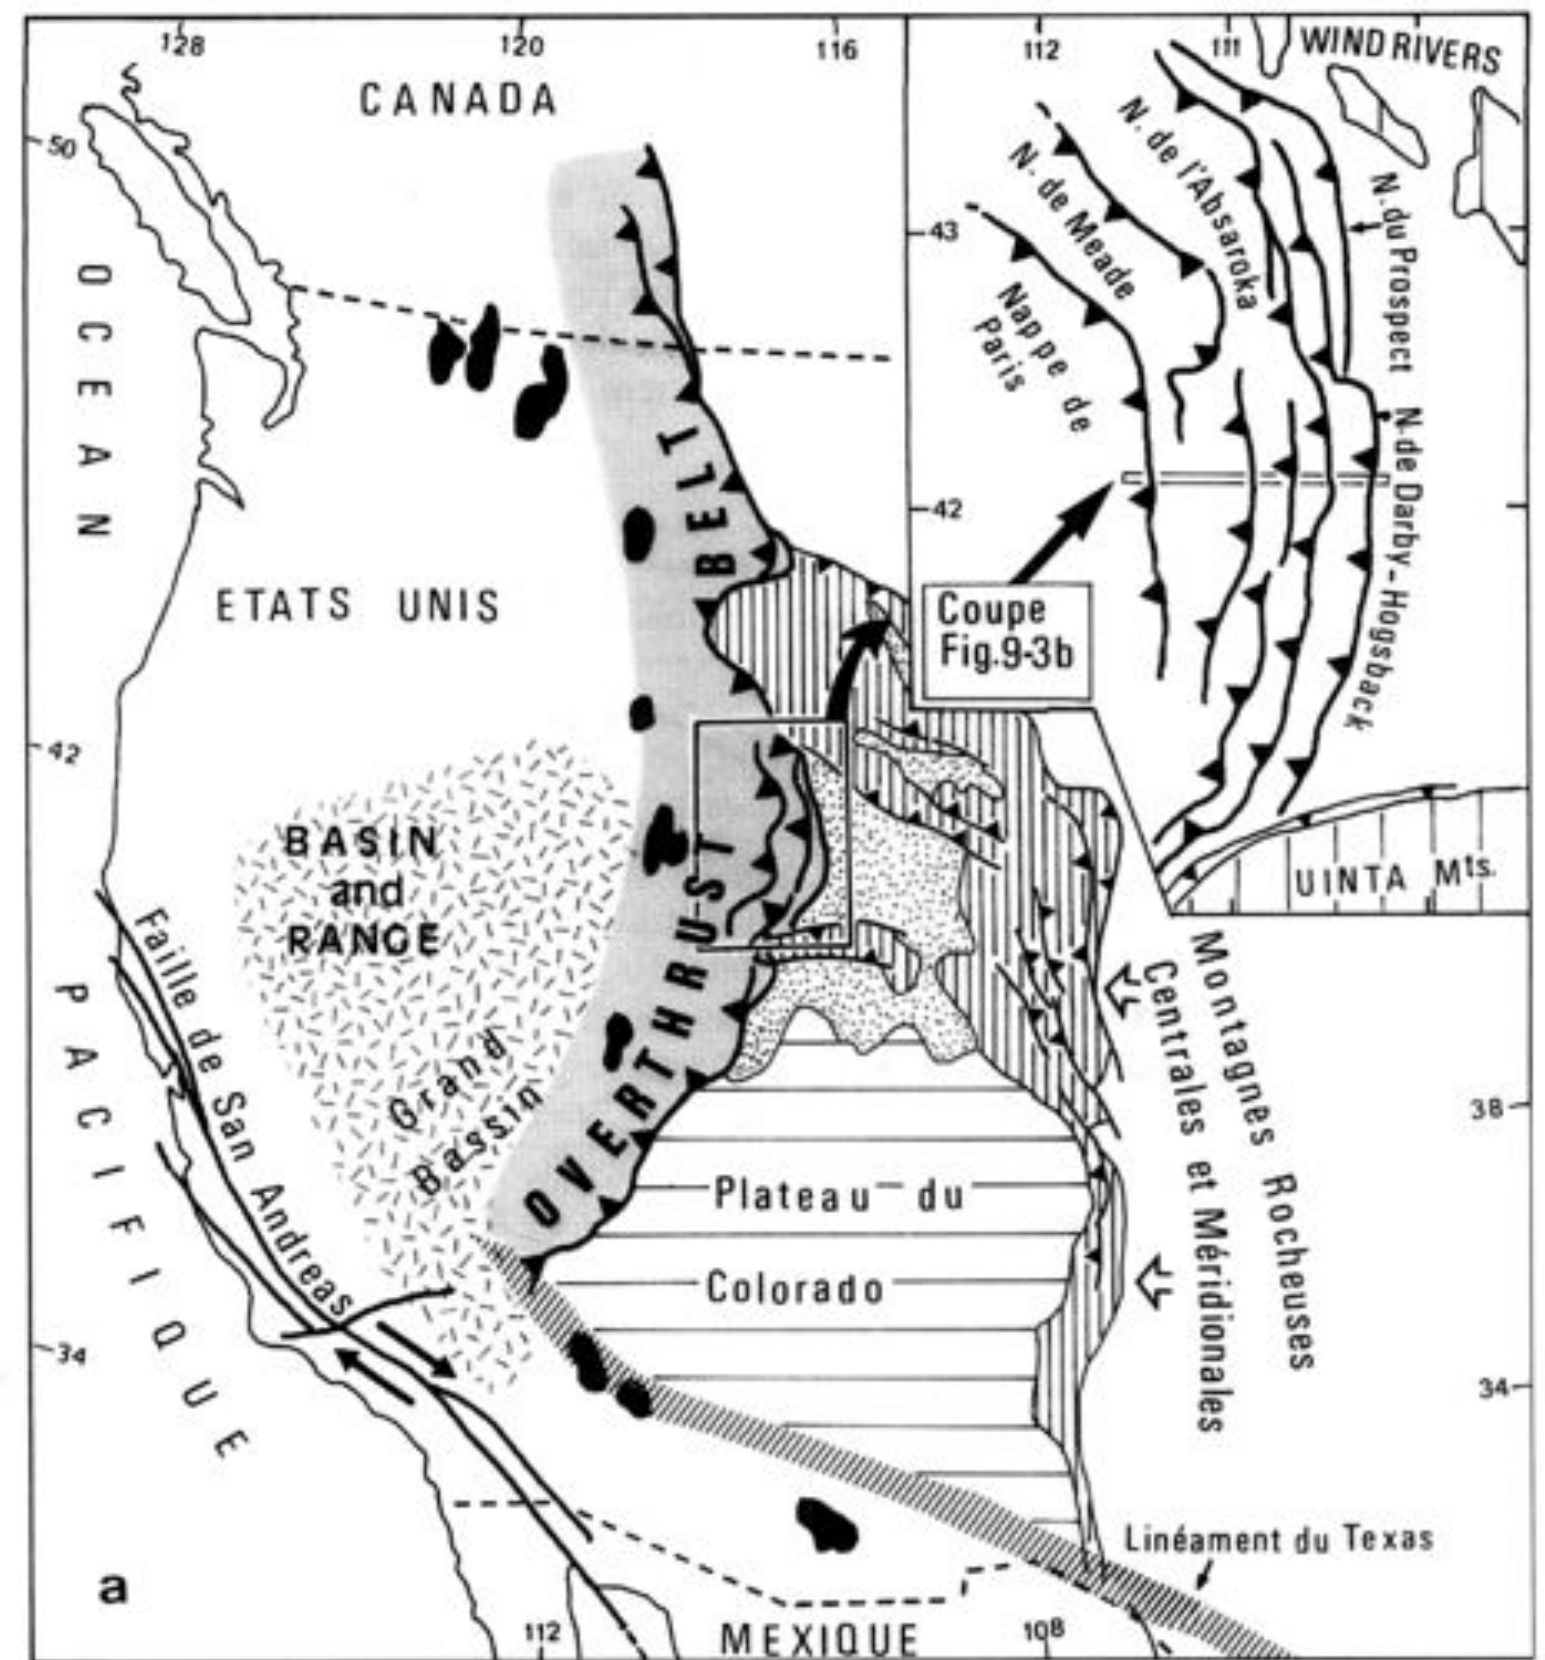 128
120
116
112
111
WIND RIVERS
CANADA
50
N. de l'Absaroka
N. de Meade
N. du Prospect
43
Nappe de
Paris
OCEAN
BELT
N. de Darby-Hogsback
42
ETATS UNIS
Coupe
Fig.9-3b
42
BASIN
and
RANGE
UINTA Mts.
OVERTHRUST
Faille de San Andreas
Montagnes Rocheuses
Centrales et Méridionales
PACIFIQUE
Grand
Bassin
38
Plateau du
Colorado
34
34
Linéament du Texas
a
112
MEXIQUE
108